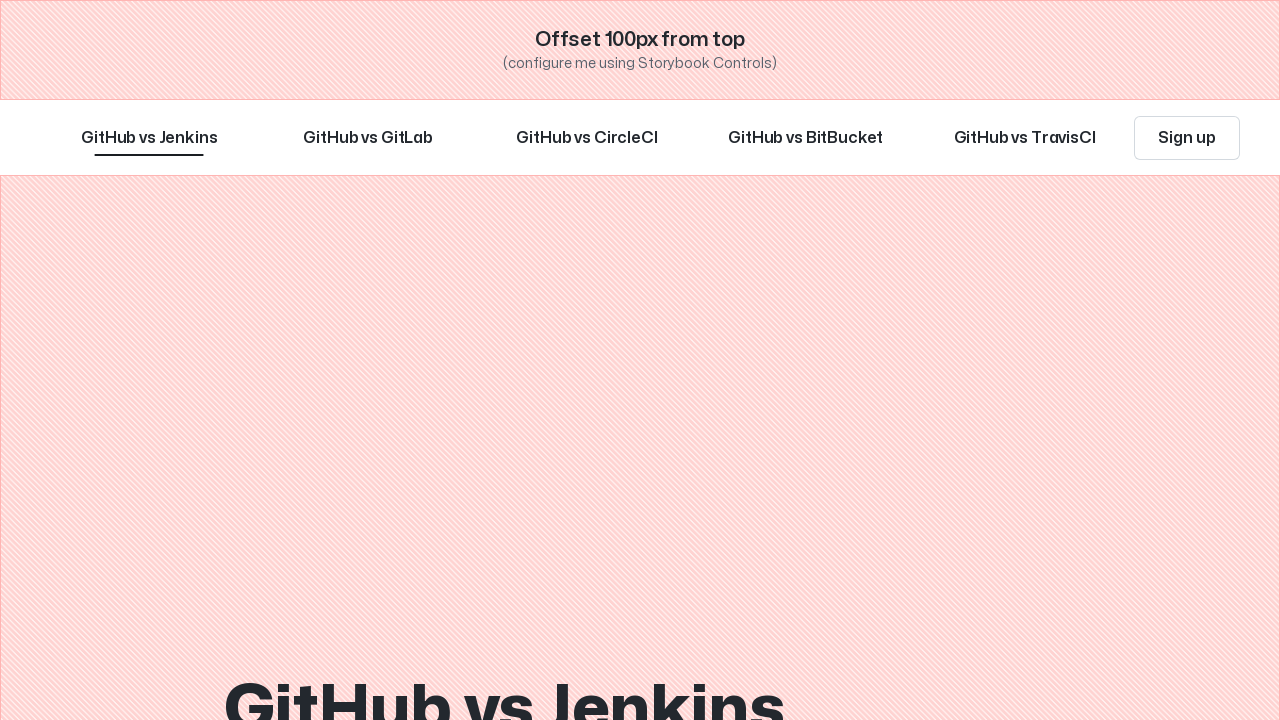 Offset 100px from top
(configure me using Storybook Controls)
GitHub vs Jenkins GitHub vs GitLab GitHub vs CircleCI GitHub vs BitBucket GitHub vs TravisCI Sign up
GitHub vs Jenkins